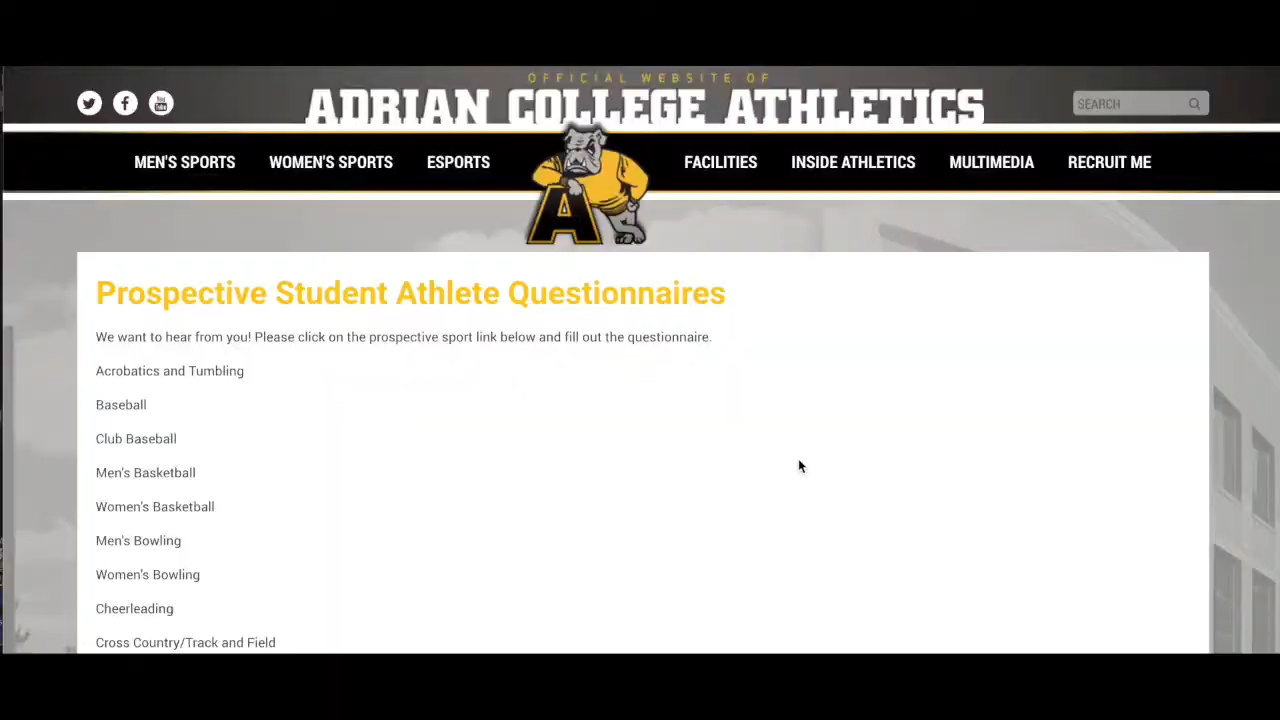 OFFICIAL WEBSITE OF
ADRIAN COLLEGE ATHLETICS
You
Tube
SEARCH
MEN'S SPORTS WOMEN'S SPORTS ESPORTS FACILITIES INSIDE ATHLETICS MULTIMEDIA RECRUIT ME
A
Prospective Student Athlete Questionnaires
We want to hear from you! Please click on the prospective sport link below and fill out the questionnaire.
Acrobatics and Tumbling
Baseball
Club Baseball
Men's Basketball
Women's Basketball
Men's Bowling
Women's Bowling
Cheerleading
Cross Country/Track and Field